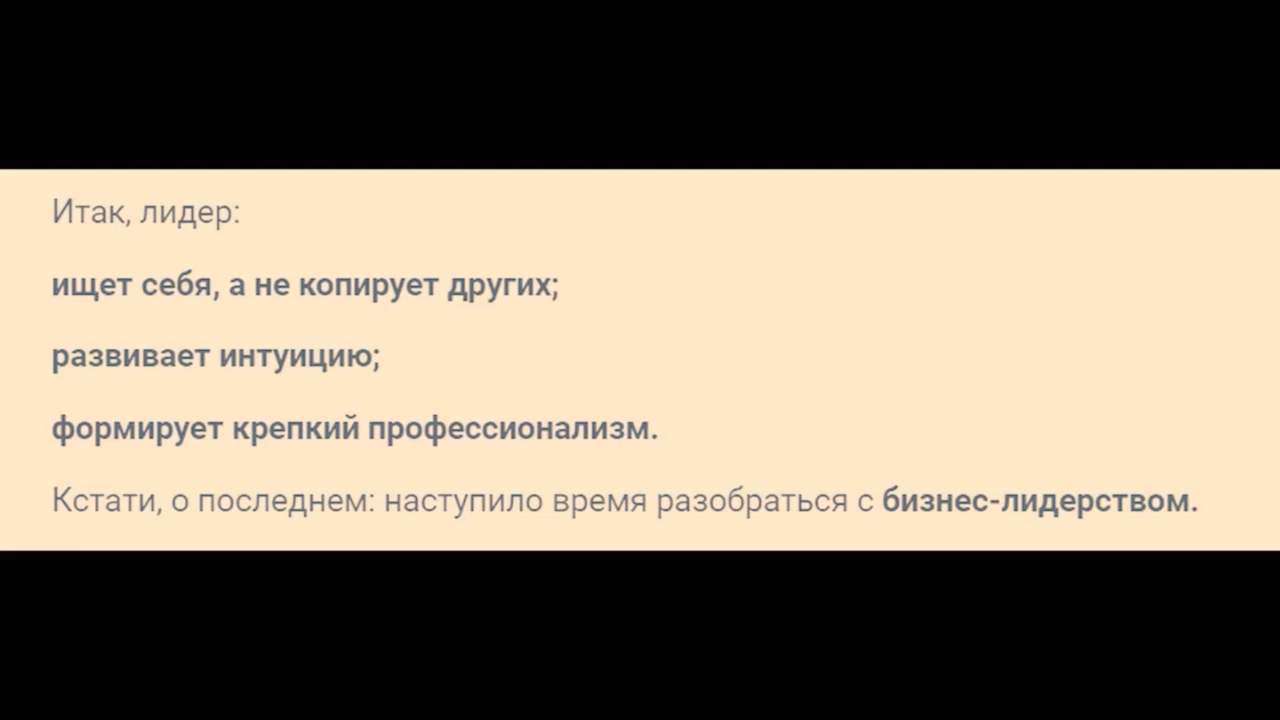 Итак, лидер:
ищет себя, а не копирует других;
развивает интуицию;
формирует крепкий профессионализм.
Кстати, о последнем: наступило время разобраться с бизнес-лидерством.